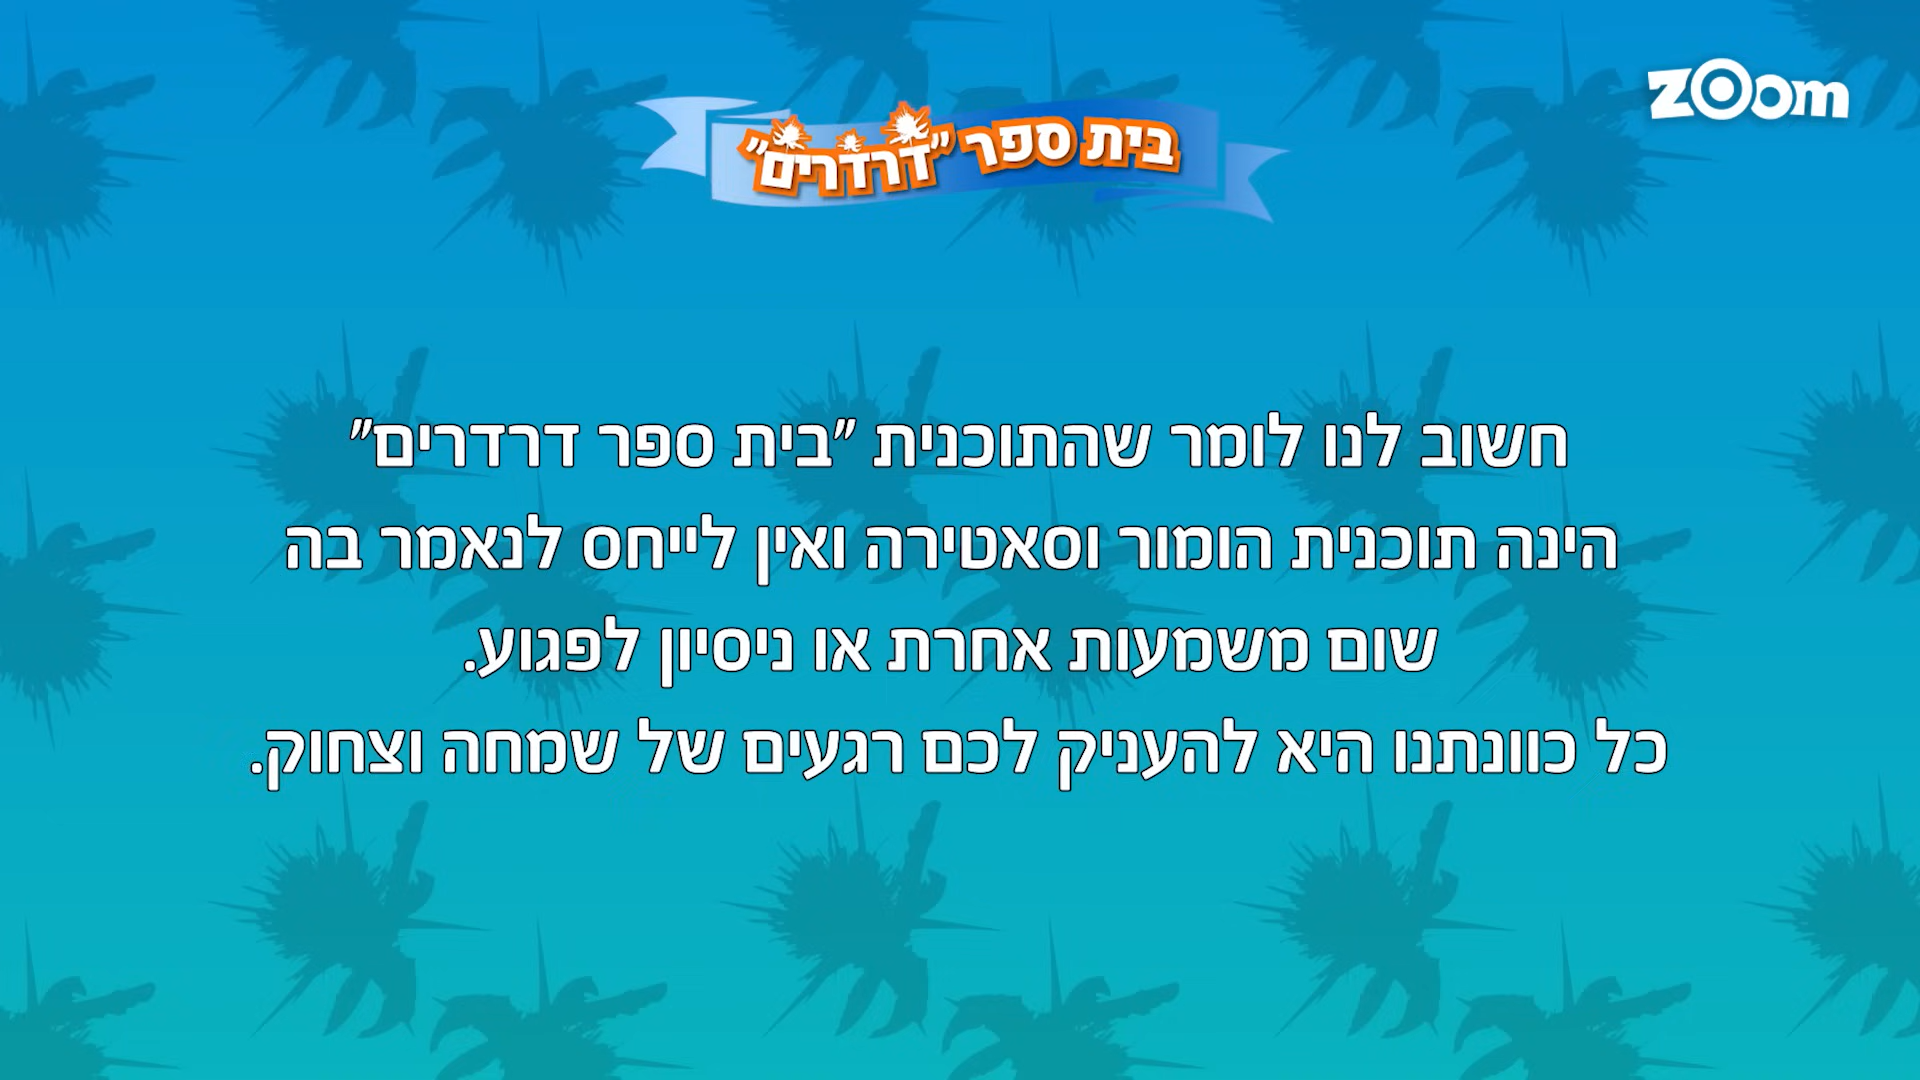 zoom
בית ספר "דרדרים"
חשוב לנו לומר שהתוכנית "בית ספר דרדרים"
הינה תוכנית הומור וסאטירה ואין לייחס לנאמר בה
שום משמעות אחרת או ניסיון לפגוע.
כל כוונתנו היא להעניק לכם רגעים של שמחה וצחוק.